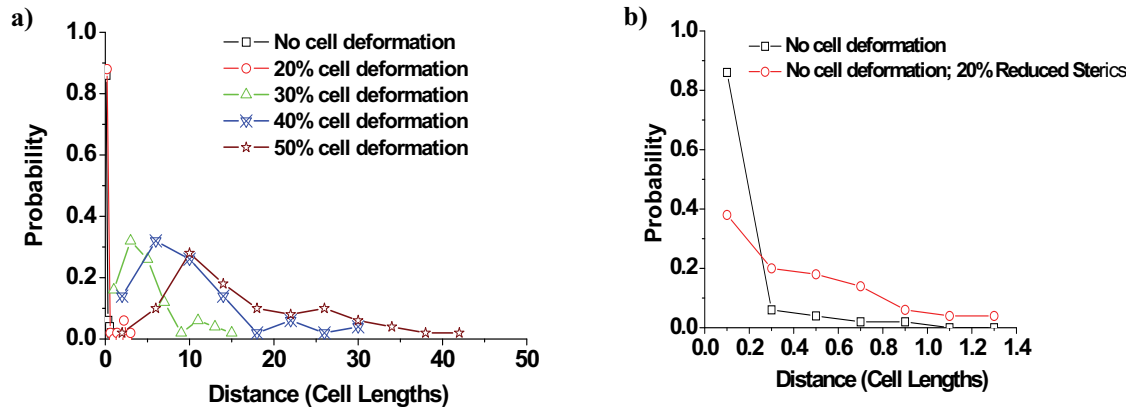 a)
1.0
0.8
0.6
0.4
0.2
0.0
Probability
No cell deformation
20% cell deformation
30% cell deformation
40% cell deformation
50% cell deformation
0 10 20 30 40 50
Distance (Cell Lengths)
b)
1.0
0.8
0.6
0.4
0.2
0.0
Probability
No cell deformation
No cell deformation; 20% Reduced Sterics
0.0 0.2 0.4 0.6 0.8 1.0 1.2 1.4
Distance (Cell Lengths)